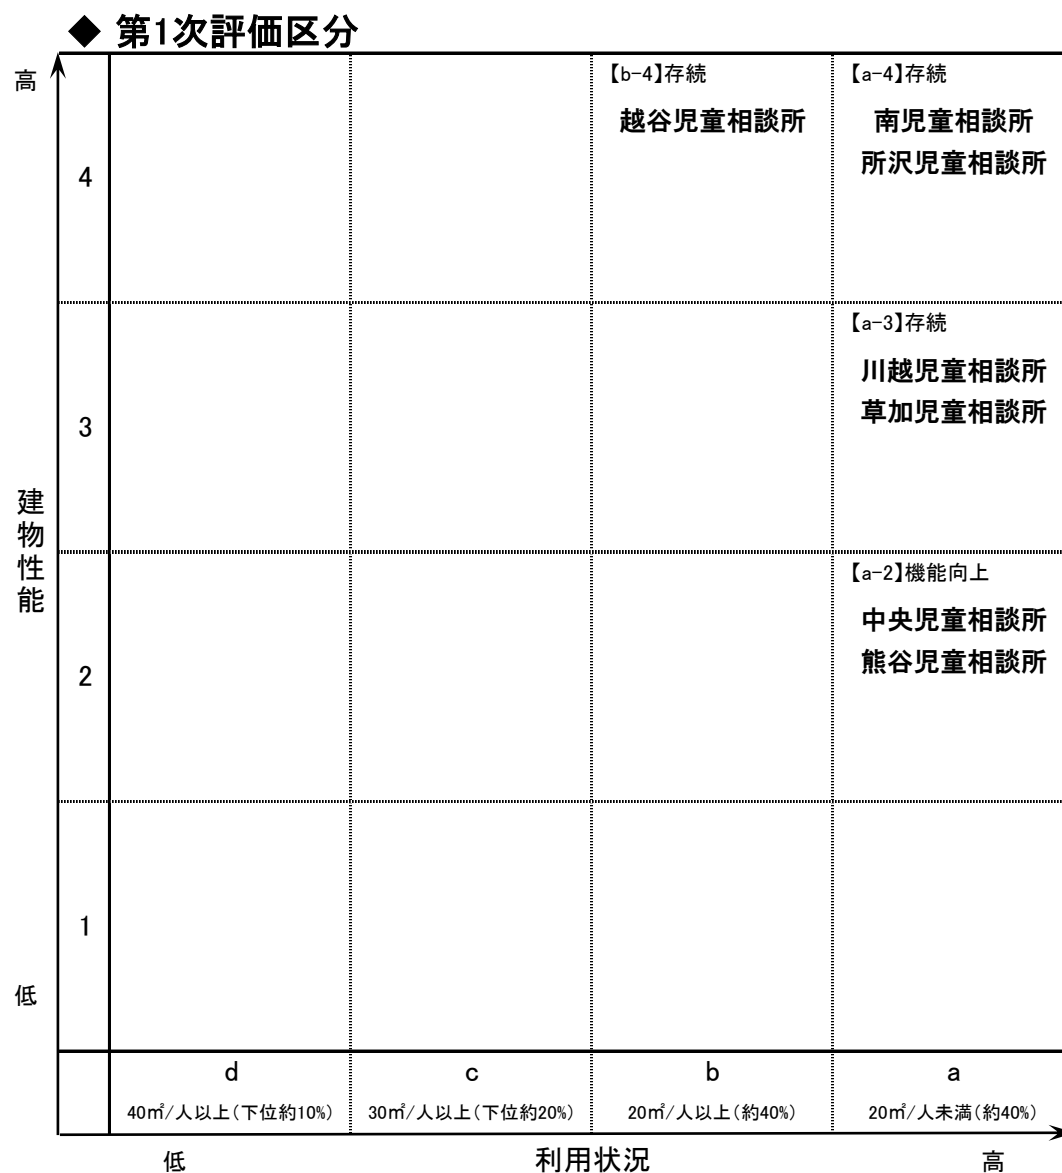 ◆ 第1次評価区分
高
【b-4】存続
【a-4】存続
越谷児童相談所
南児童相談所
所沢児童相談所
4
【a-3】存続
川越児童相談所
草加児童相談所
3
建物性能
【a-2】機能向上
中央児童相談所
熊谷児童相談所
2
1
低
d
c
b
a
40㎡/人以上(下位約10%)
30㎡/人以上(下位約20%)
20㎡/人以上(約40%)
20㎡/人未満(約40%)
低
利用状況
高